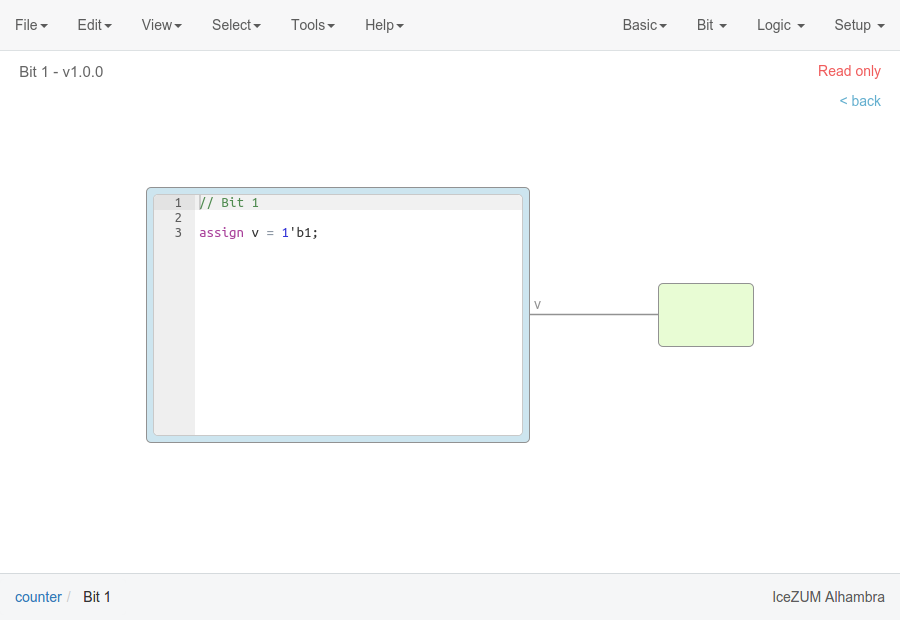 File Edit View Select Tools Help Basic Bit Logic Setup
Bit 1 - v1.0.0
Read only
< back
1 // Bit 1
2
3 assign v = 1'b1;
v
counter / Bit 1
IceZUM Alhambra